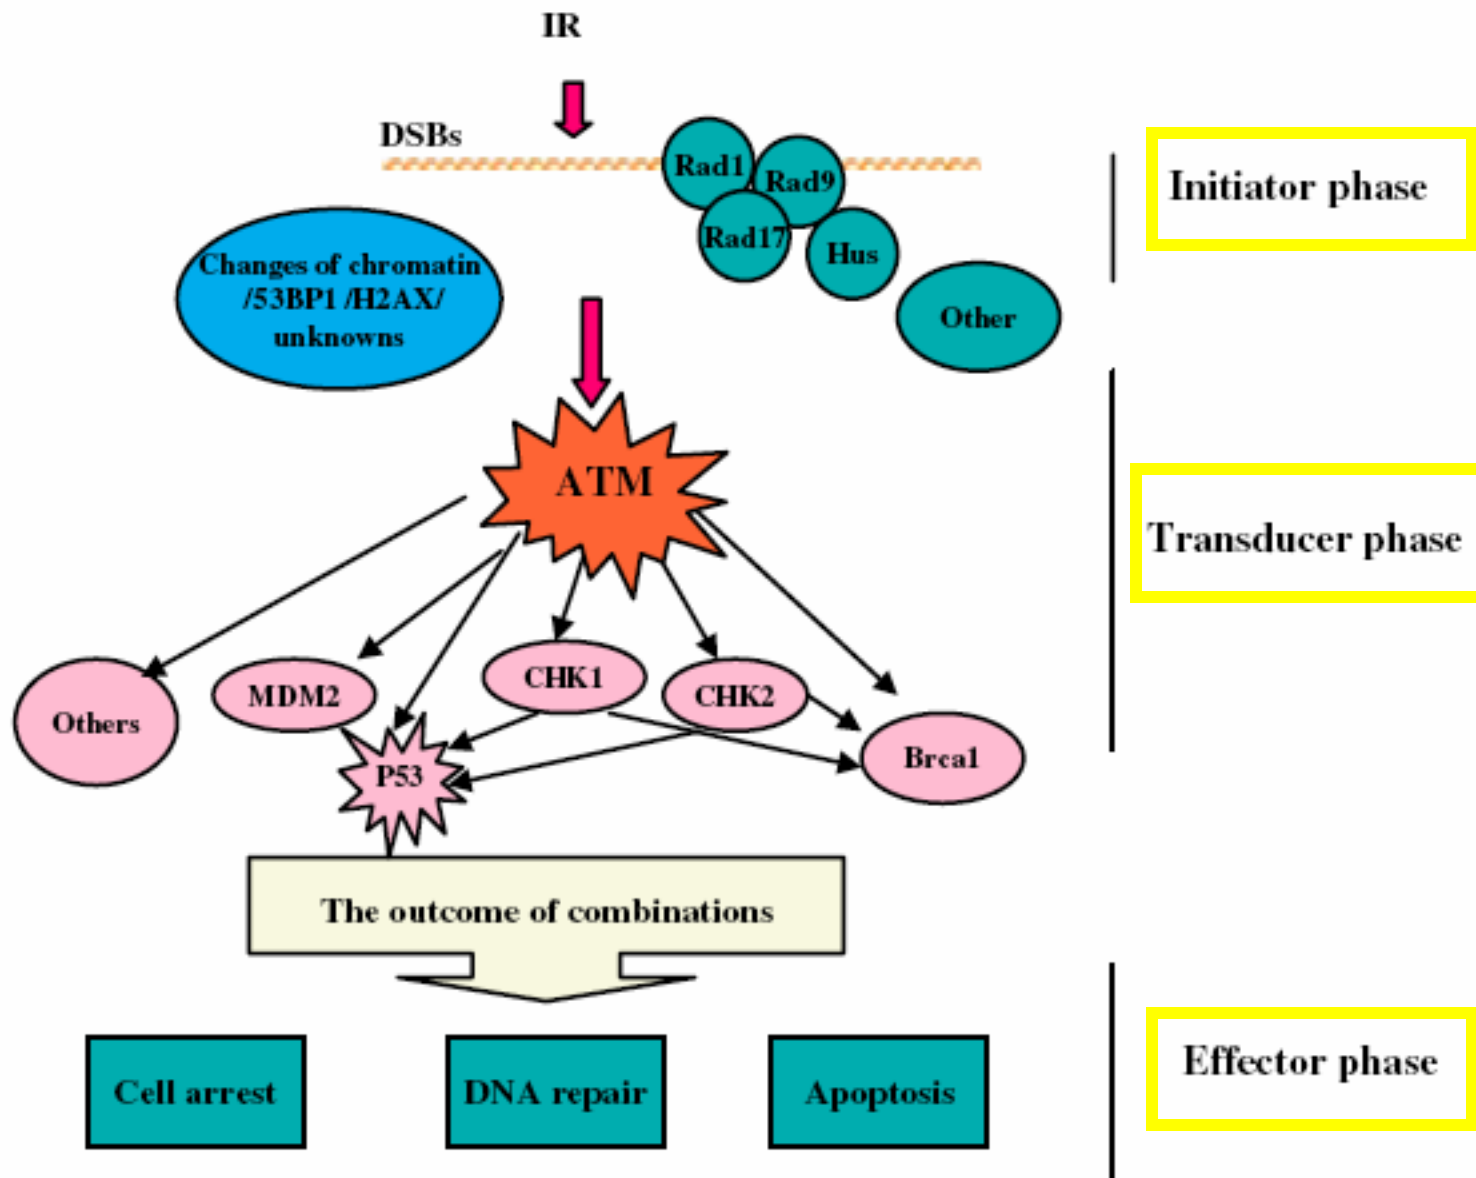 IR
DSBs
Rad1
Rad9
Rad17
Hus
Other
Initiator phase
Changes of chromatin
/53BP1 /H2AX/
unknowns
ATM
Transducer phase
Others
MDM2
CHK1
CHK2
P53
Brca1
The outcome of combinations
Cell arrest
DNA repair
Apoptosis
Effector phase